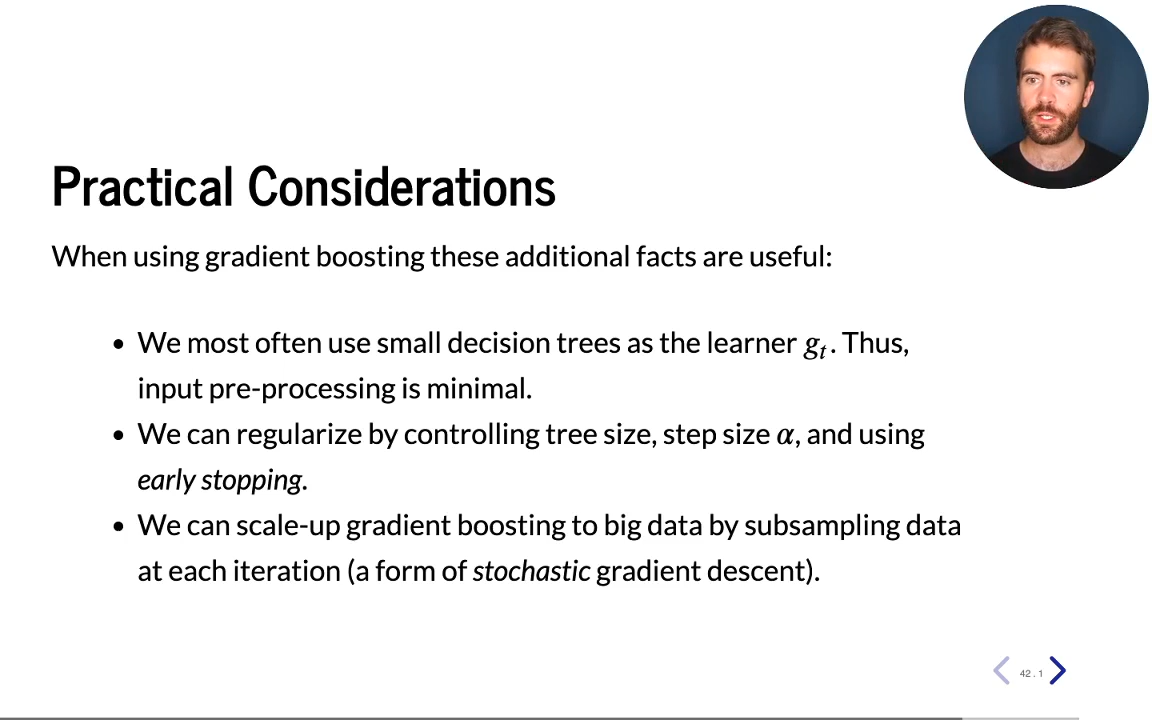 Practical Considerations
When using gradient boosting these additional facts are useful:
• We most often use small decision trees as the learner gₜ. Thus,
input pre-processing is minimal.
• We can regularize by controlling tree size, step size α, and using
early stopping.
• We can scale-up gradient boosting to big data by subsampling data
at each iteration (a form of stochastic gradient descent).
42.1